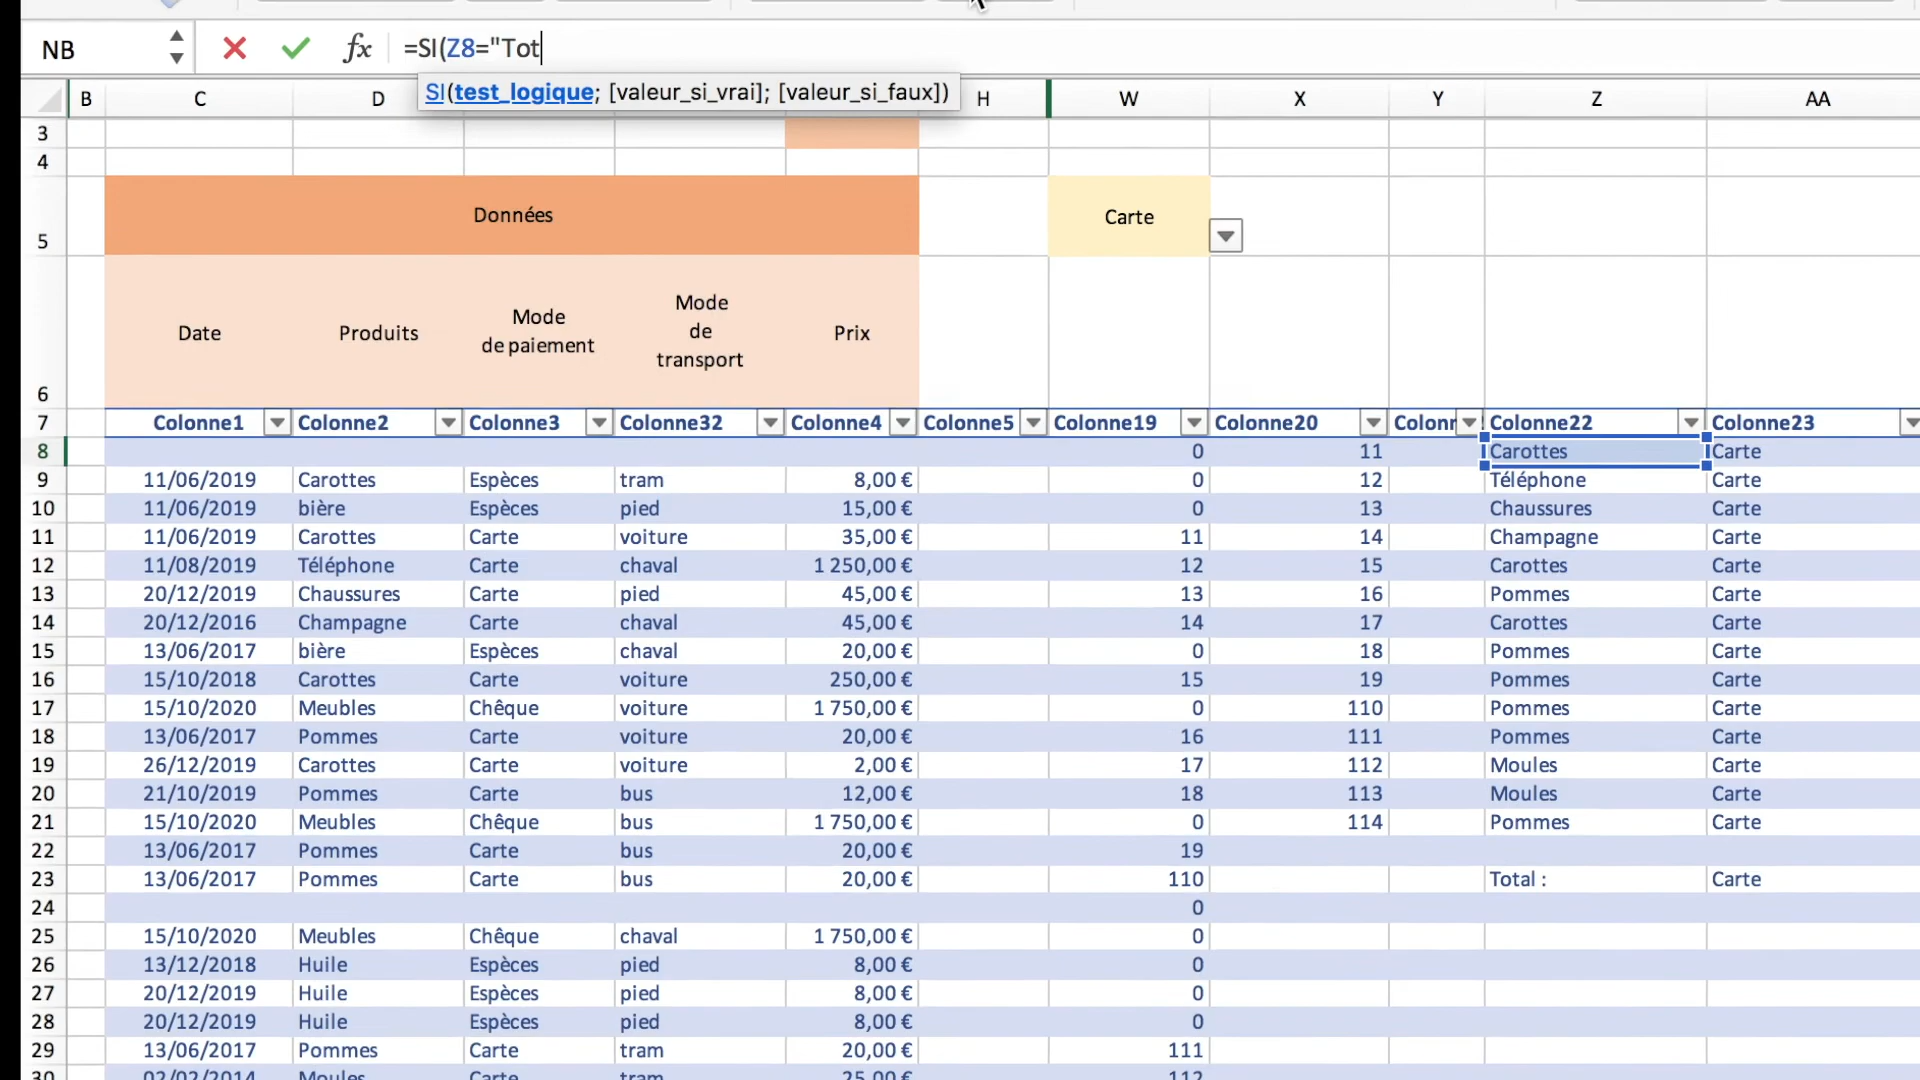 NB =SI(Z8="Tot
SI(test_logique; [valeur_si_vrai]; [valeur_si_faux])
B C D H W X Y Z AA
3
4
5 Données Carte
6 Date Produits Mode de paiement Mode de transport Prix
7 Colonne1 Colonne2 Colonne3 Colonne32 Colonne4 Colonne5 Colonne19 Colonne20 Colonr Colonne22 Colonne23
8 0 11 Carottes Carte
9 11/06/2019 Carottes Espèces tram 8,00 € 0 12 Téléphone Carte
10 11/06/2019 bière Espèces pied 15,00 € 0 13 Chaussures Carte
11 11/06/2019 Carottes Carte voiture 35,00 € 11 14 Champagne Carte
12 11/08/2019 Téléphone Carte chaval 1 250,00 € 12 15 Carottes Carte
13 20/12/2019 Chaussures Carte pied 45,00 € 13 16 Pommes Carte
14 20/12/2016 Champagne Carte chaval 45,00 € 14 17 Carottes Carte
15 13/06/2017 bière Espèces chaval 20,00 € 0 18 Pommes Carte
16 15/10/2018 Carottes Carte voiture 250,00 € 15 19 Pommes Carte
17 15/10/2020 Meubles Chêque voiture 1 750,00 € 0 110 Pommes Carte
18 13/06/2017 Pommes Carte voiture 20,00 € 16 111 Pommes Carte
19 26/12/2019 Carottes Carte voiture 2,00 € 17 112 Moules Carte
20 21/10/2019 Pommes Carte bus 12,00 € 18 113 Moules Carte
21 15/10/2020 Meubles Chêque bus 1 750,00 € 0 114 Pommes Carte
22 13/06/2017 Pommes Carte bus 20,00 € 19
23 13/06/2017 Pommes Carte bus 20,00 € 110 Total : Carte
24 0
25 15/10/2020 Meubles Chêque chaval 1 750,00 € 0
26 13/12/2018 Huile Espèces pied 8,00 € 0
27 20/12/2019 Huile Espèces pied 8,00 € 0
28 20/12/2019 Huile Espèces pied 8,00 € 0
29 13/06/2017 Pommes Carte tram 20,00 € 111
30 02/02/2014 Moules Carte tram 25,00 € 112